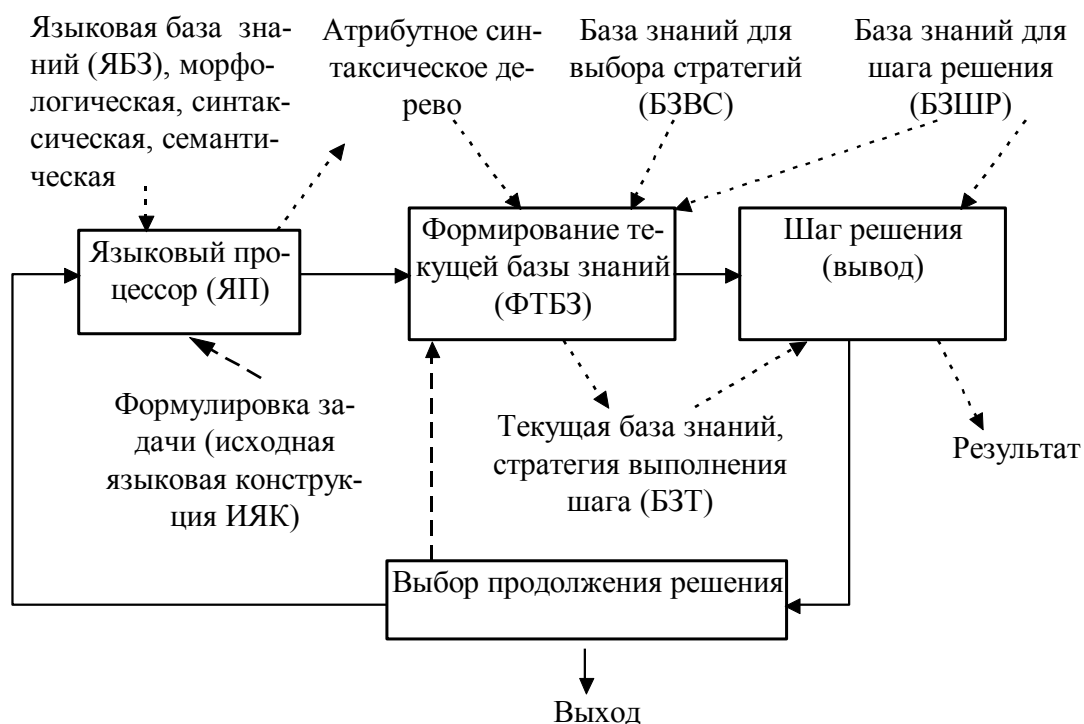 Языковая база зна-
ний (ЯБЗ), морфо-
логическая, синтак-
сическая, семанти-
ческая
Атрибутное син-
таксическое де-
рево
База знаний для
выбора стратегий
(БЗВС)
База знаний для
шага решения
(БЗШР)
Языковый про-
цессор (ЯП)
Формирование те-
кущей базы знаний
(ФТБЗ)
Шаг решения
(вывод)
Формулировка за-
дачи (исходная
языковая конструк-
ция ИЯК)
Текущая база знаний,
стратегия выполнения
шага (БЗТ)
Результат
Выбор продолжения решения
Выход